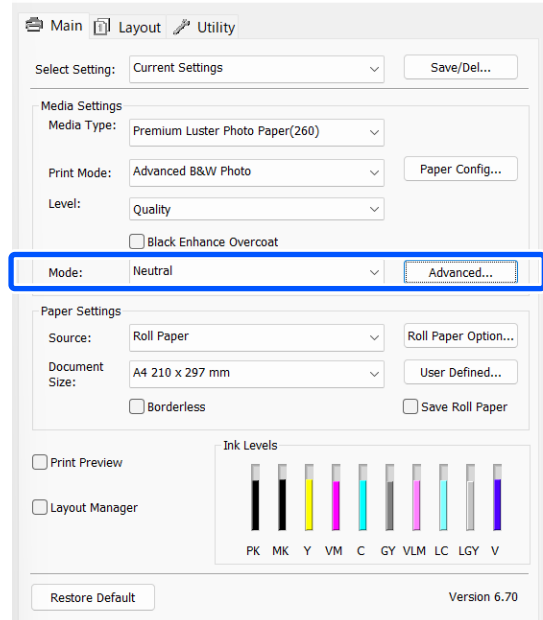 Main Layout Utility
Select Setting: Current Settings Save/Del...
Media Settings
Media Type: Premium Luster Photo Paper(260)
Print Mode: Advanced B&W Photo Paper Config...
Level: Quality
Black Enhance Overcoat
Mode: Neutral Advanced...
Paper Settings
Source: Roll Paper Roll Paper Option...
Document
Size: A4 210 x 297 mm User Defined...
Borderless Save Roll Paper
Ink Levels
Print Preview
Layout Manager
PK MK Y VM C GY VLM LC LGY V
Restore Default Version 6.70